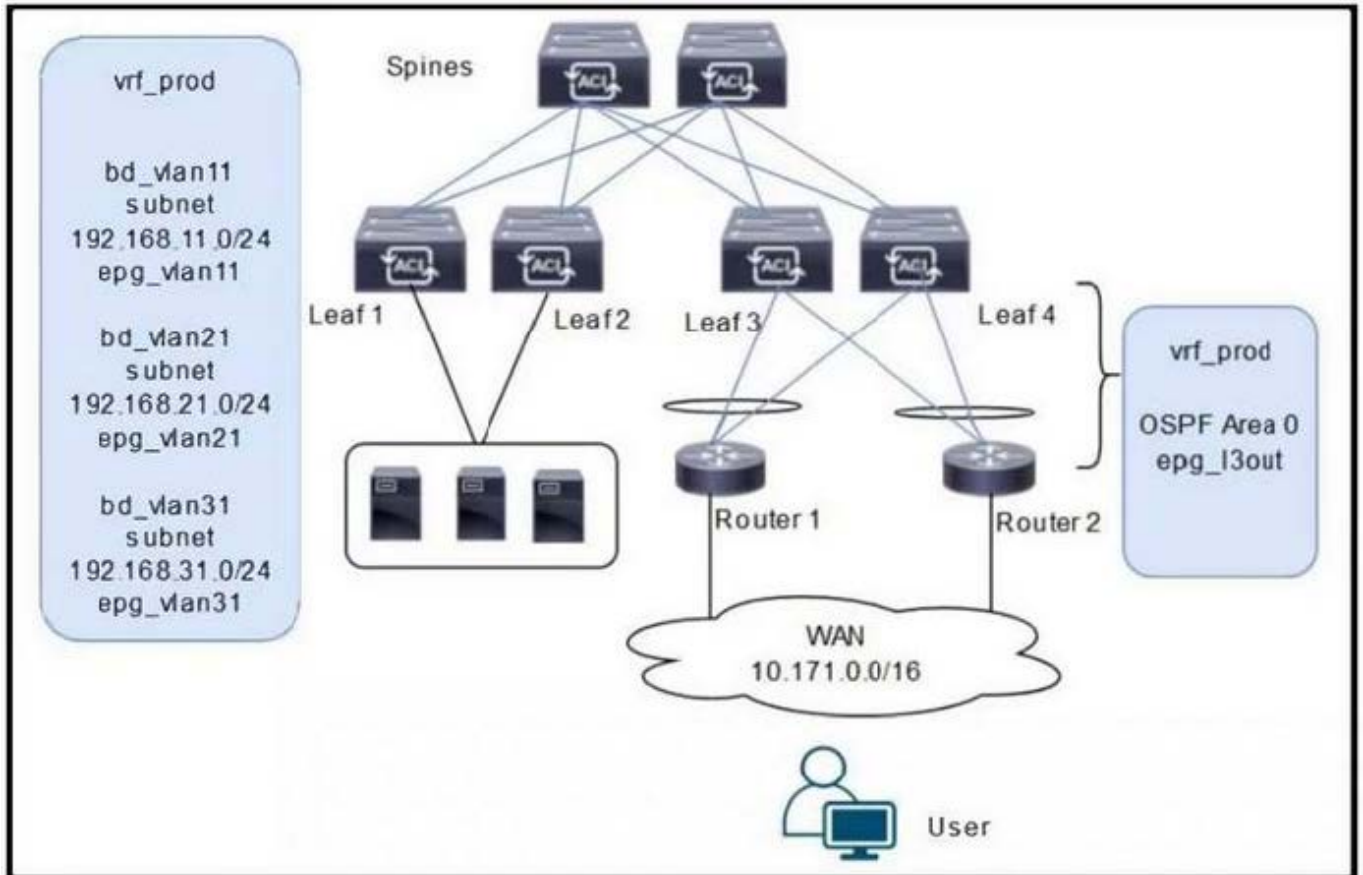 vrf_prod
bd_vlan11
subnet
192.168.11.0/24
epg_vlan11
bd_vlan21
subnet
192.168.21.0/24
epg_vlan21
bd_vlan31
subnet
192.168.31.0/24
epg_vlan31
Spines
ACI
ACI
ACI
ACI
ACI
ACI
Leaf 1
Leaf2
Leaf 3
Leaf 4
vrf_prod
OSPF Area 0
epg_l3out
Router 1
Router 2
WAN
10.171.0.0/16
User